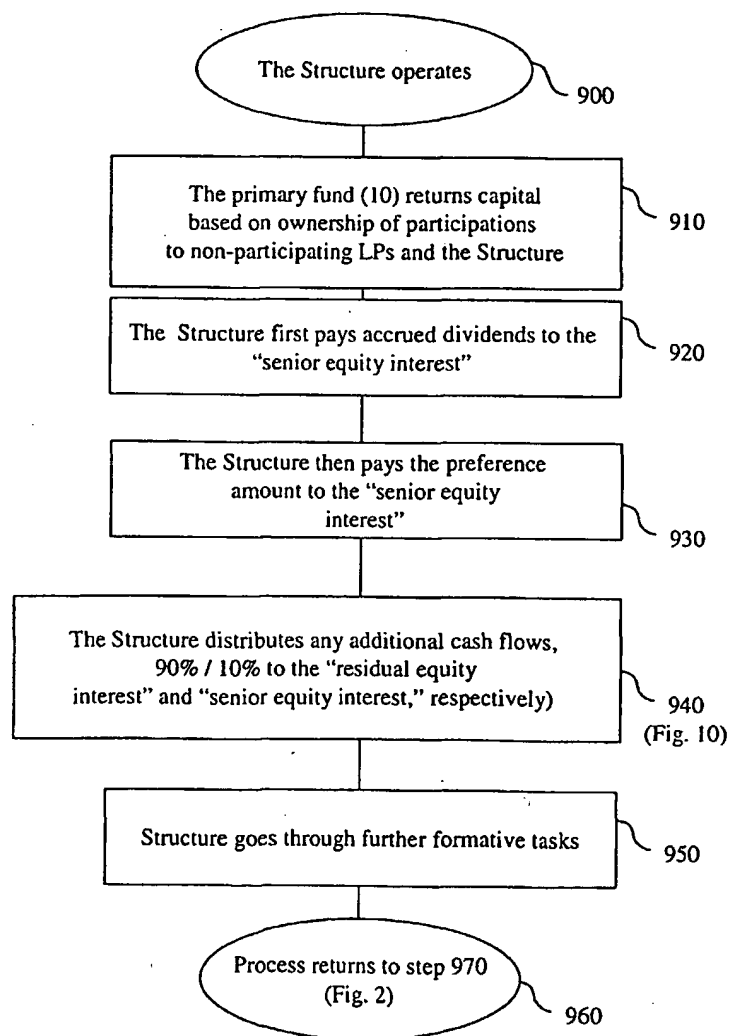 The Structure operates
900
The primary fund (10) returns capital
based on ownership of participations
to non-participating LPs and the Structure
910
The Structure first pays accrued dividends to the
“senior equity interest”
920
The Structure then pays the preference
amount to the “senior equity
interest”
930
The Structure distributes any additional cash flows,
90% / 10% to the “residual equity
interest” and “senior equity interest,” respectively)
940
(Fig. 10)
Structure goes through further formative tasks
950
Process returns to step 970
(Fig. 2)
960